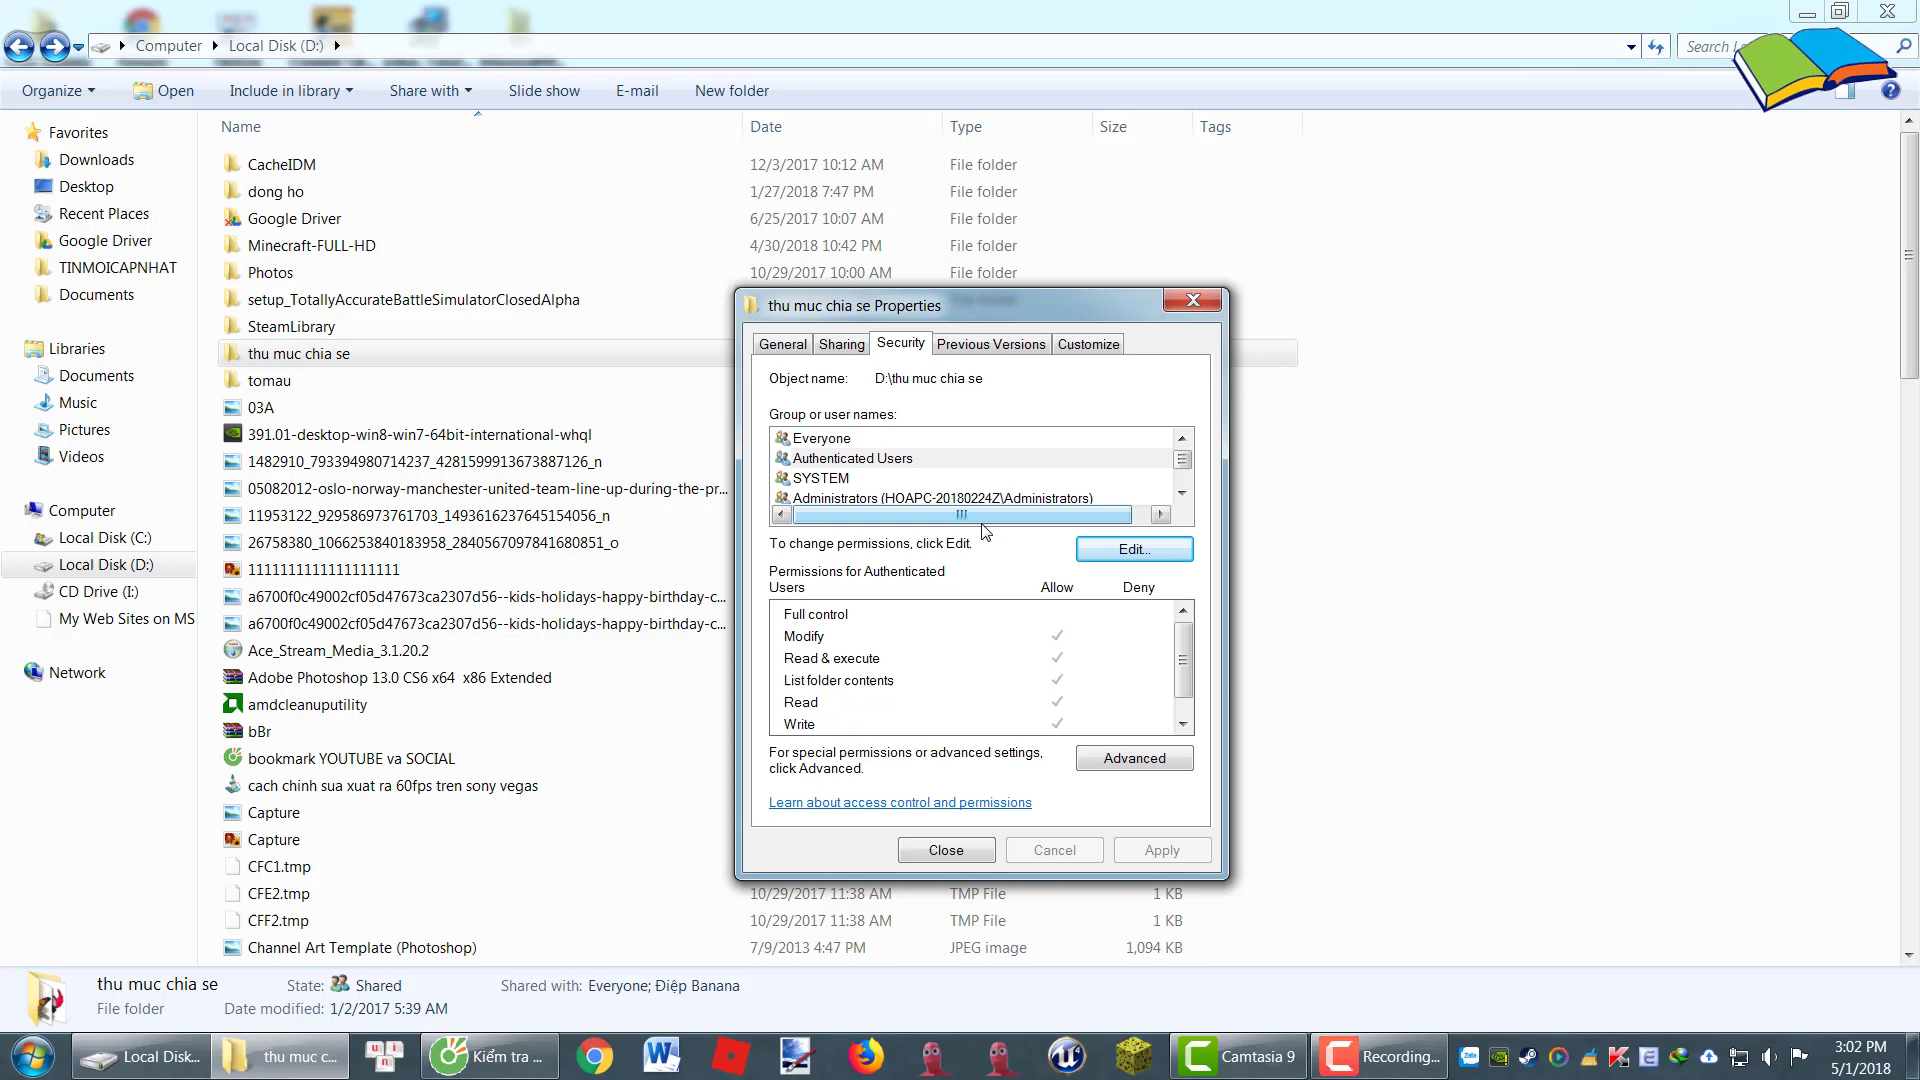 Computer
Local Disk (D:)
Organize
Open
Include in library
Share with
Slide show
E-mail
New folder
Name
Date
Type
Size
Tags
Favorites
Downloads
Desktop
Recent Places
Google Driver
TINMOICAPNHAT
Documents
Libraries
Documents
Music
Pictures
Videos
Computer
Local Disk (C:)
Local Disk (D:)
CD Drive (I:)
My Web Sites on MS
Network
CacheIDM 12/3/2017 10:12 AM File folder
dong ho 1/27/2018 7:47 PM File folder
Google Driver 6/25/2017 10:07 AM File folder
Minecraft-FULL-HD 4/30/2018 10:42 PM File folder
Photos 10/29/2017 10:00 AM File folder
setup_TotallyAccurateBattleSimulatorClosedAlpha
SteamLibrary
thu muc chia se
tomau
03A
391.01-desktop-win8-win7-64bit-international-whql
1482910_793394980714237_4281599913673887126_n
05082012-oslo-norway-manchester-united-team-line-up-during-the-pr...
11953122_929586973761703_1493616237645154056_n
26758380_1066253840183958_2840567097841680851_o
1111111111111111111
a6700f0c49002cf05d47673ca2307d56--kids-holidays-happy-birthday-c...
a6700f0c49002cf05d47673ca2307d56--kids-holidays-happy-birthday-c...
Ace_Stream_Media_3.1.20.2
Adobe Photoshop 13.0 CS6 x64 x86 Extended
amdcleanuputility
bBr
bookmark YOUTUBE va SOCIAL
cach chinh sua xuat ra 60fps tren sony vegas
Capture
Capture
CFC1.tmp
CFE2.tmp 10/29/2017 11:38 AM TMP File 1 KB
CFF2.tmp 10/29/2017 11:38 AM TMP File 1 KB
Channel Art Template (Photoshop) 7/9/2013 4:47 PM JPEG image 1,094 KB
thu muc chia se Properties
General
Sharing
Security
Previous Versions
Customize
Object name: D:\thu muc chia se
Group or user names:
Everyone
Authenticated Users
SYSTEM
Administrators (HOAPC-20180224Z\Administrators)
To change permissions, click Edit.
Edit...
Permissions for Authenticated
Users Allow Deny
Full control
Modify
Read & execute
List folder contents
Read
Write
For special permissions or advanced settings,
click Advanced.
Advanced
Learn about access control and permissions
Close
Cancel
Apply
thu muc chia se
State: Shared
Shared with: Everyone; Điệp Banana
File folder
Date modified: 1/2/2017 5:39 AM
Local Disk...
thu muc c...
Kiểm tra ...
Camtasia 9
Recording...
3:02 PM
5/1/2018